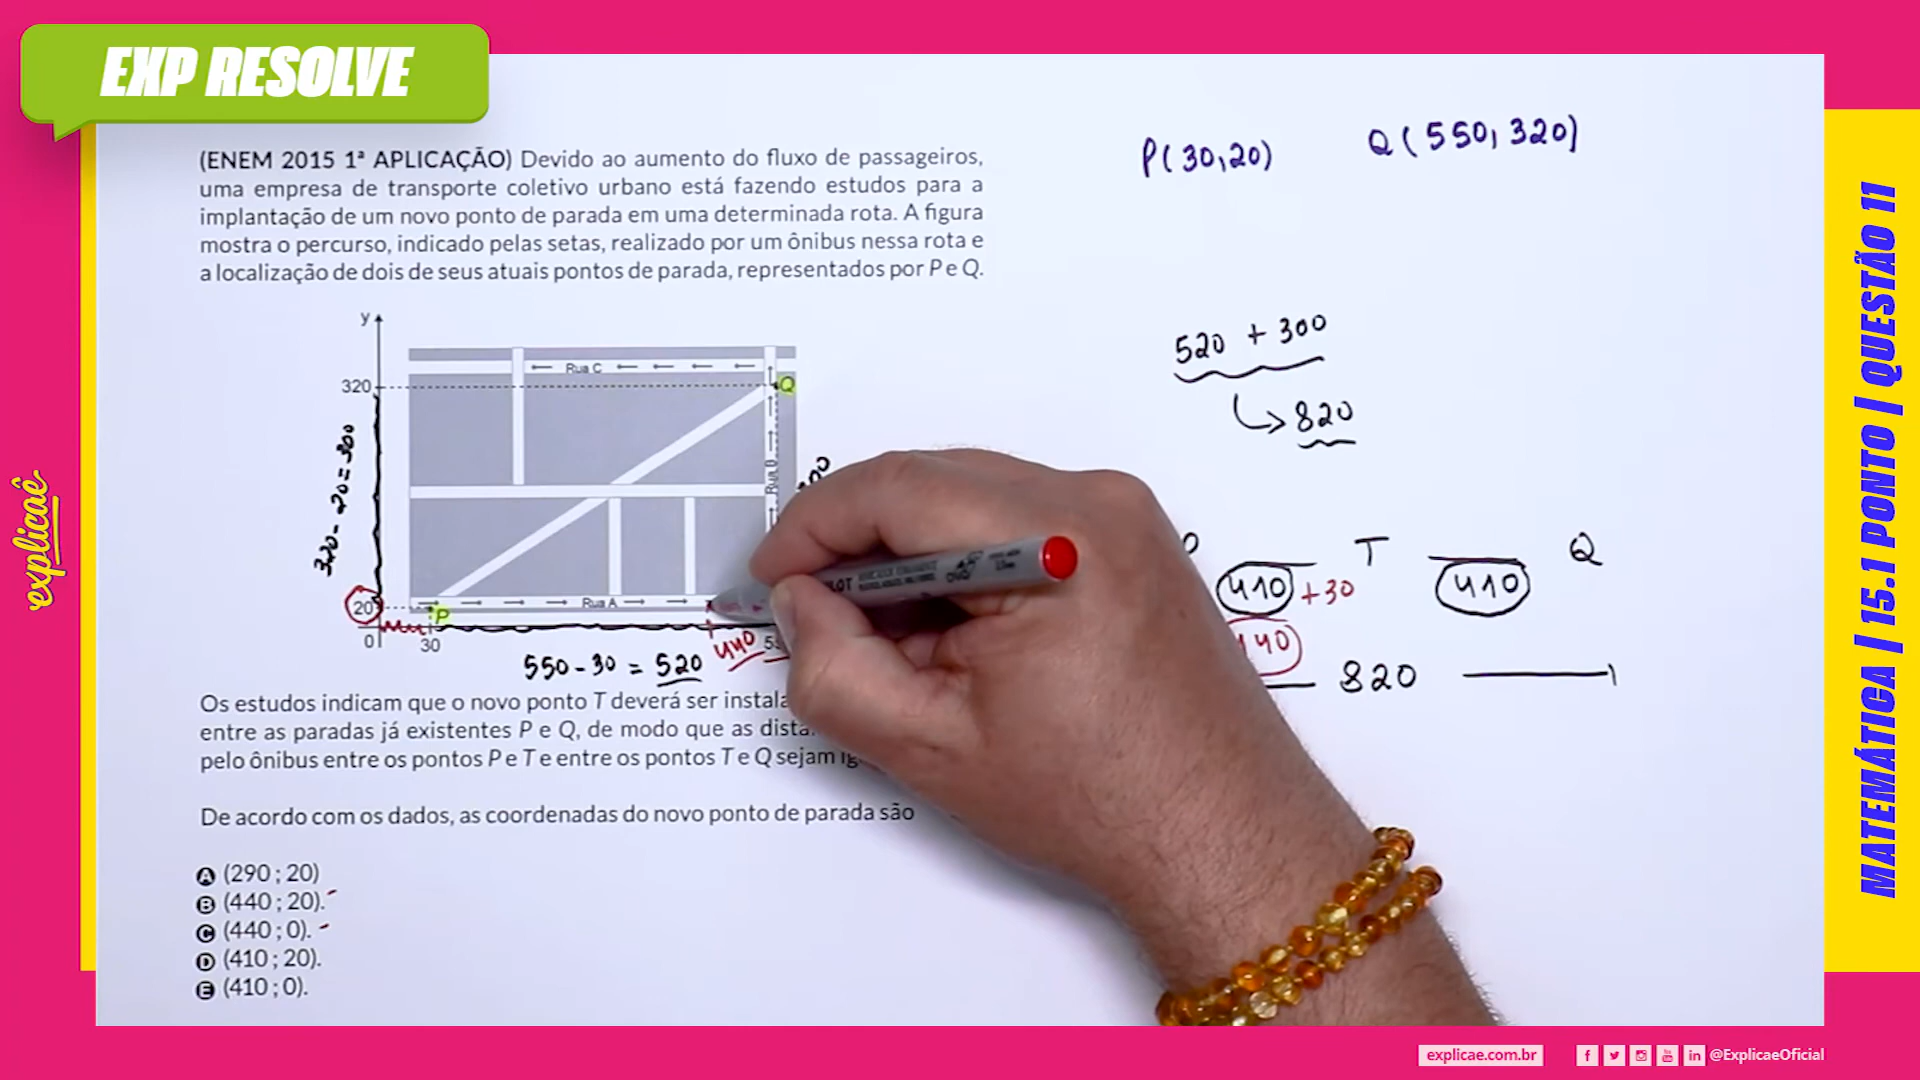 EXP RESOLVE
(ENEM 2015 1ª APLICAÇÃO) Devido ao aumento do fluxo de passageiros,
uma empresa de transporte coletivo urbano está fazendo estudos para a
implantação de um novo ponto de parada em uma determinada rota. A figura
mostra o percurso, indicado pelas setas, realizado por um ônibus nessa rota e
a localização de dois de seus atuais pontos de parada, representados por P e Q.
P(30,20)
Q(550,320)
y
Rua C
320
Q
320 - 20 = 300
Rua B
20
P
Rua A
0
30
440
550 - 30 = 520
520 + 300
820
T
Q
410 +30
410
820
Os estudos indicam que o novo ponto T deverá ser
entre as paradas já existentes P e Q, de modo que as
pelo ônibus entre os pontos P e T e entre os pontos T e Q sejam
De acordo com os dados, as coordenadas do novo ponto de parada são
A (290 ; 20)
B (440 ; 20).
C (440 ; 0).
D (410 ; 20).
E (410 ; 0).
explicaê
MATEMÁTICA | 15.1 PONTO | QUESTÃO 11
explicae.com.br
@ExplicaeOficial